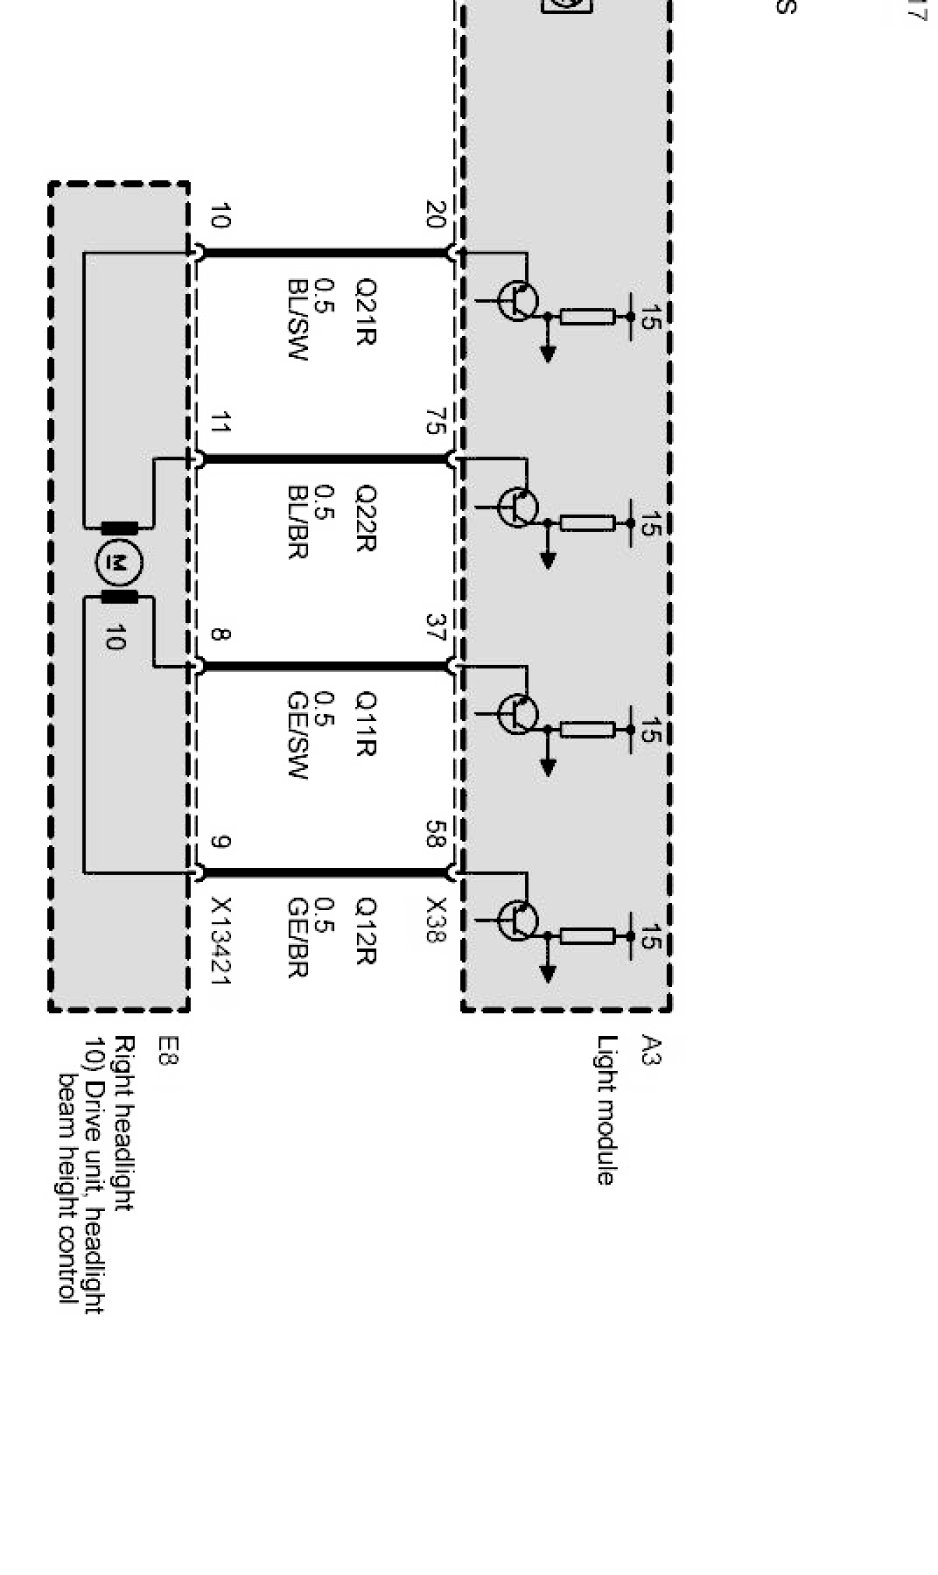 17
S
15
15
15
15
A3
Light module
20
75
37
58
X38
Q21R
0.5
BL/SW
Q22R
0.5
BL/BR
Q11R
0.5
GE/SW
Q12R
0.5
GE/BR
10
11
8
9
X13421
M
10
E8
Right headlight
10) Drive unit, headlight
beam height control